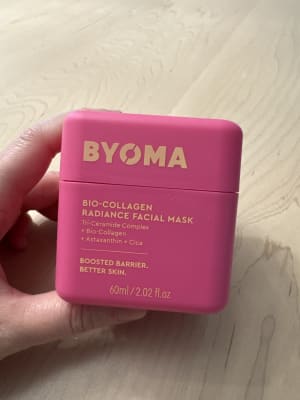 BYOMA
BIO-COLLAGEN
RADIANCE FACIAL MASK
Tri-Ceramide Complex
+ Bio-Collagen
+ Astaxanthin + Cica
BOOSTED BARRIER.
BETTER SKIN.
60ml / 2.02 fl.oz